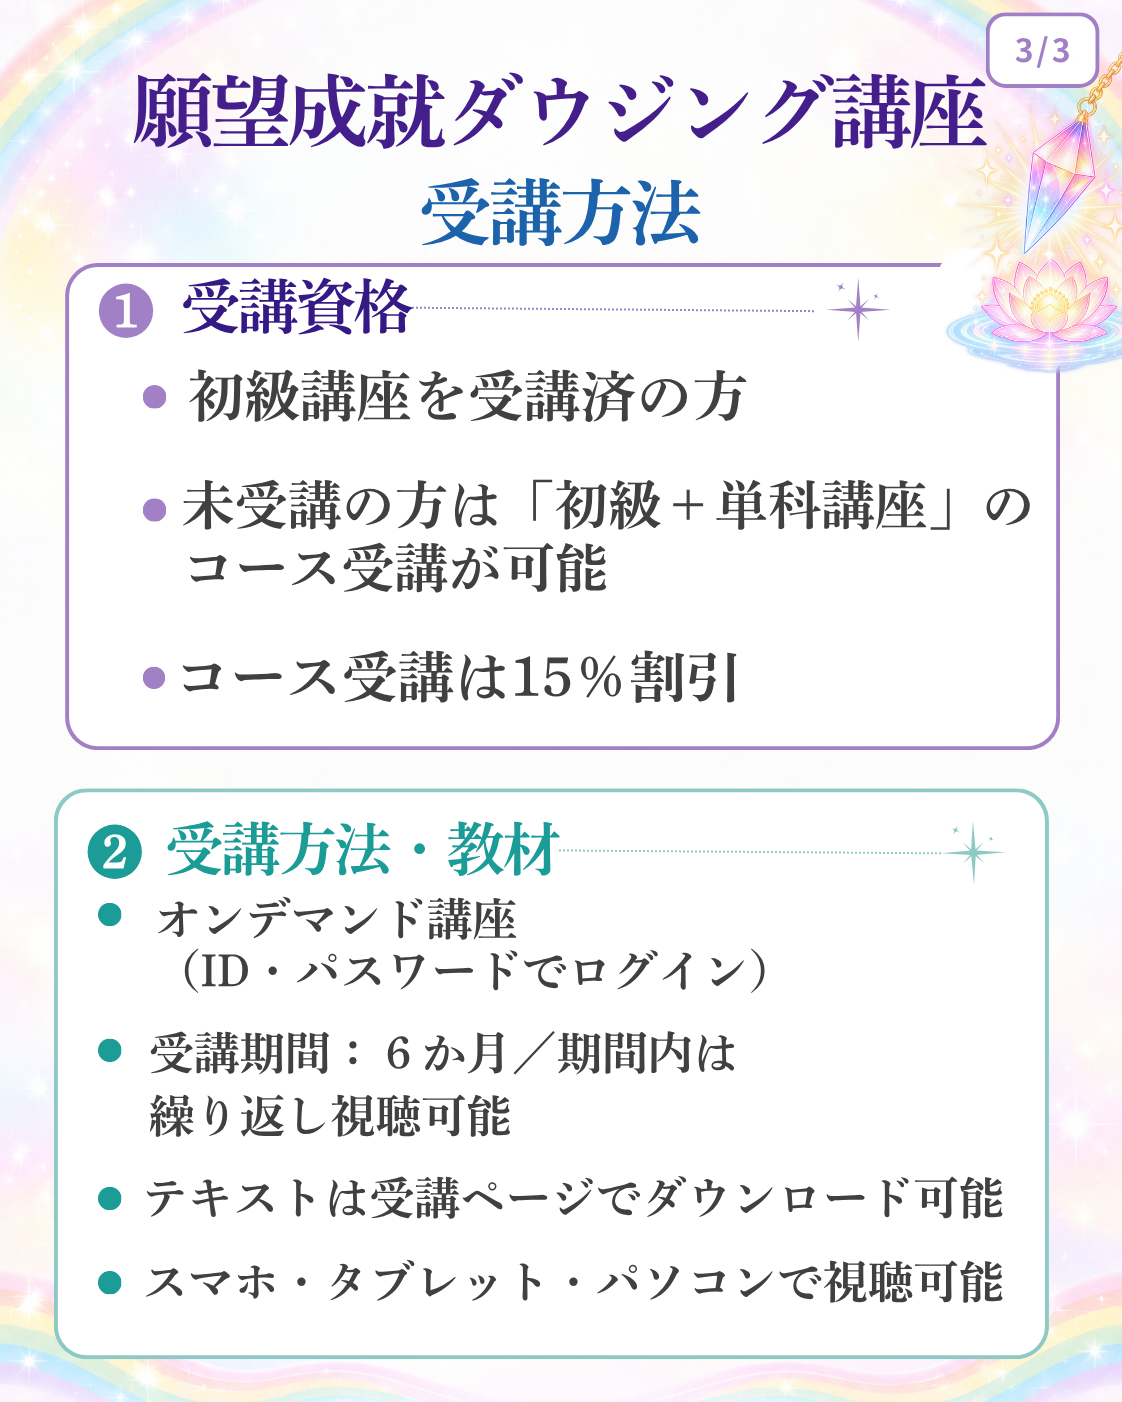 3/3
願望成就ダウジング講座
受講方法
1 受講資格
● 初級講座を受講済の方
● 未受講の方は「初級＋単科講座」の
コース受講が可能
● コース受講は15％割引
2 受講方法・教材
● オンデマンド講座
（ID・パスワードでログイン）
● 受講期間：６か月／期間内は
繰り返し視聴可能
● テキストは受講ページでダウンロード可能
● スマホ・タブレット・パソコンで視聴可能